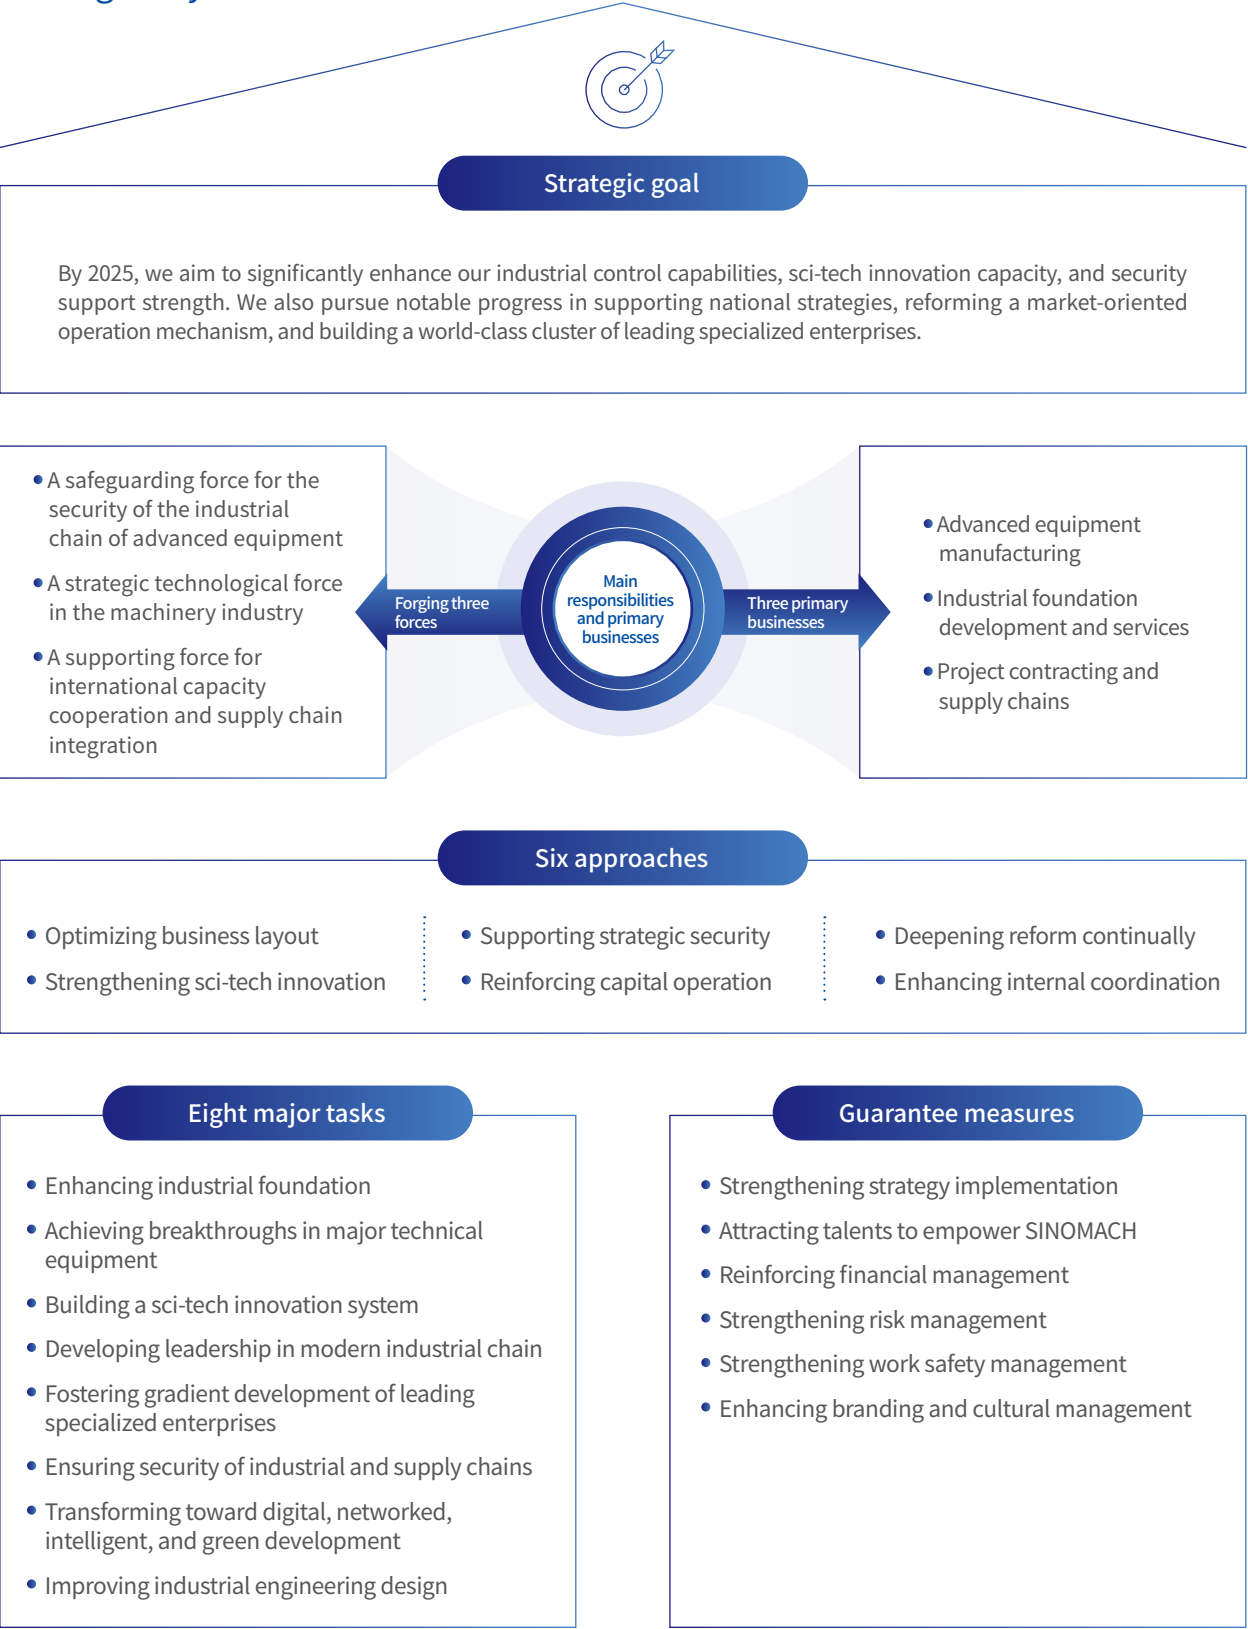 Strategic goal
By 2025, we aim to significantly enhance our industrial control capabilities, sci-tech innovation capacity, and security
support strength. We also pursue notable progress in supporting national strategies, reforming a market-oriented
operation mechanism, and building a world-class cluster of leading specialized enterprises.
A safeguarding force for the
security of the industrial
chain of advanced equipment
A strategic technological force
in the machinery industry
A supporting force for
international capacity
cooperation and supply chain
integration
Forging three
forces
Main
responsibilities
and primary
businesses
Three primary
businesses
Advanced equipment
manufacturing
Industrial foundation
development and services
Project contracting and
supply chains
Six approaches
Optimizing business layout
Strengthening sci-tech innovation
Supporting strategic security
Reinforcing capital operation
Deepening reform continually
Enhancing internal coordination
Eight major tasks
Enhancing industrial foundation
Achieving breakthroughs in major technical
equipment
Building a sci-tech innovation system
Developing leadership in modern industrial chain
Fostering gradient development of leading
specialized enterprises
Ensuring security of industrial and supply chains
Transforming toward digital, networked,
intelligent, and green development
Improving industrial engineering design
Guarantee measures
Strengthening strategy implementation
Attracting talents to empower SINOMACH
Reinforcing financial management
Strengthening risk management
Strengthening work safety management
Enhancing branding and cultural management